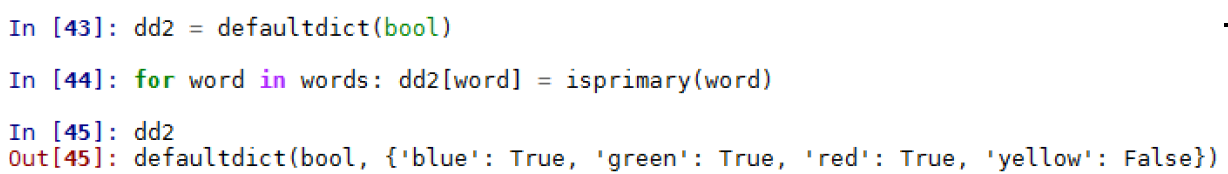 In [43]: dd2 = defaultdict(bool)
In [44]: for word in words: dd2[word] = isprimary(word)
In [45]: dd2
Out[45]: defaultdict(bool, {'blue': True, 'green': True, 'red': True, 'yellow': False})